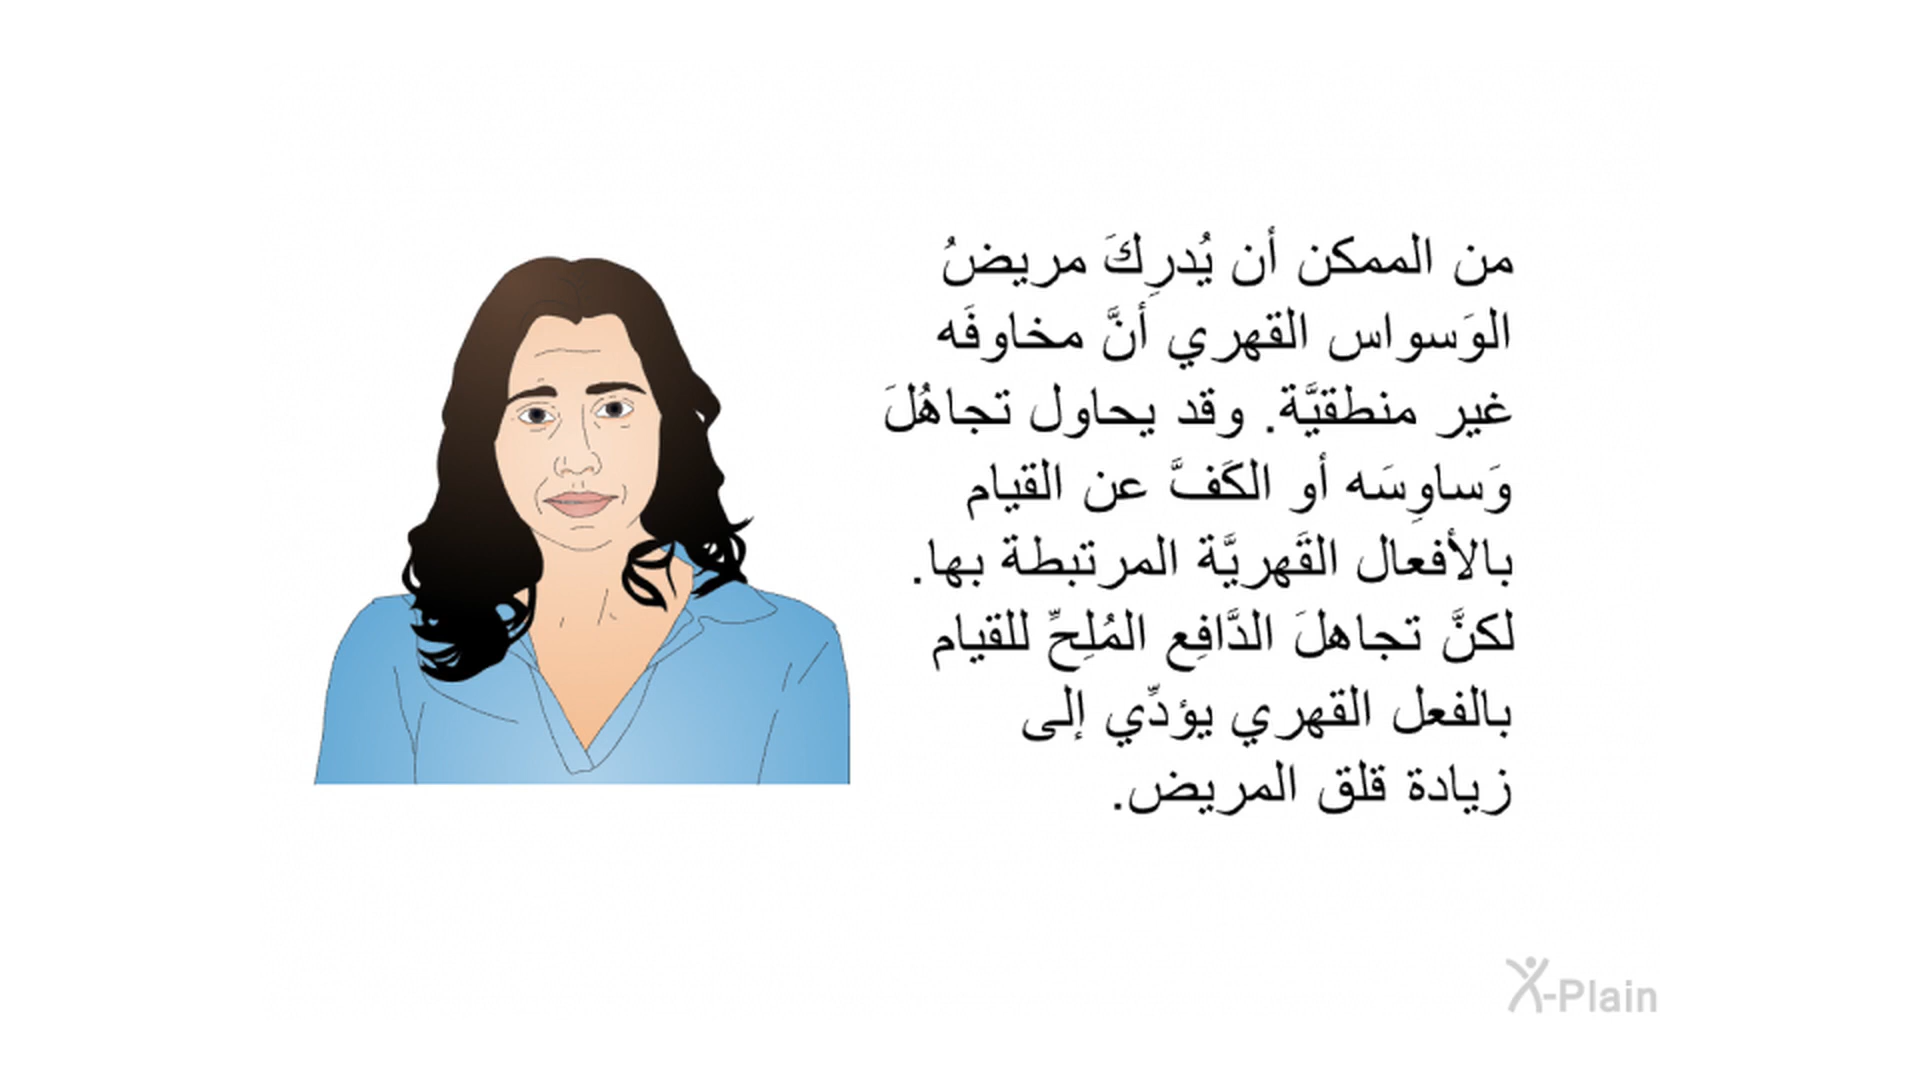 من الممكن أن يُدرِكَ مريضُ
الوَسواس القهري أنَّ مخاوفَه
غير منطقيَّة. وقد يحاول تجاهُلَ
وَساوِسَه أو الكَفَّ عن القيام
بالأفعال القَهريَّة المرتبطة بها.
لكنَّ تجاهلَ الدَّافِع المُلِحِّ للقيام
بالفعل القهري يؤدِّي إلى
زيادة قلق المريض.
X-Plain